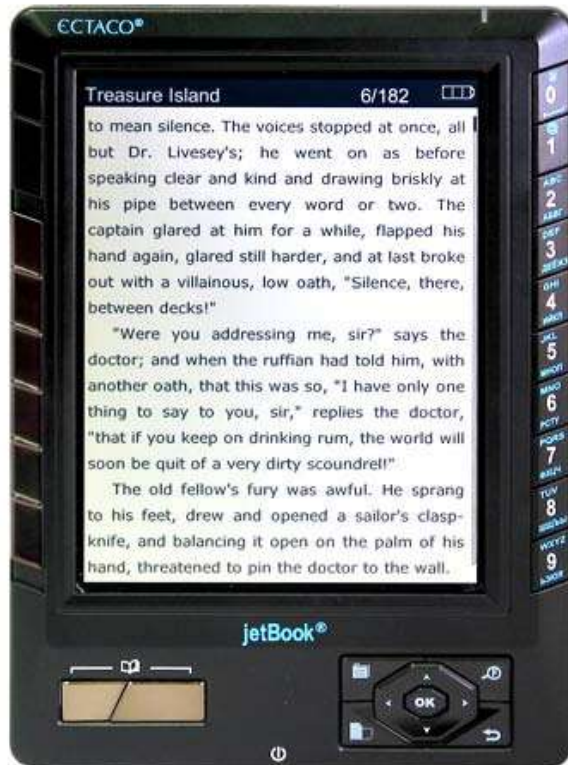 ECTACO®
Treasure Island 6/182
to mean silence. The voices stopped at once, all
but Dr. Livesey's; he went on as before
speaking clear and kind and drawing briskly at
his pipe between every word or two. The
captain glared at him for a while, flapped his
hand again, glared still harder, and at last broke
out with a villainous, low oath, "Silence, there,
between decks!"
"Were you addressing me, sir?" says the
doctor; and when the ruffian had told him, with
another oath, that this was so, "I have only one
thing to say to you, sir," replies the doctor,
"that if you keep on drinking rum, the world will
soon be quit of a very dirty scoundrel!"
The old fellow's fury was awful. He sprang
to his feet, drew and opened a sailor's clasp-
knife, and balancing it open on the palm of his
hand, threatened to pin the doctor to the wall.
0
1
ABC
2
АБВГ
DEF
3
ДЕЁЖЗ
GHI
4
ИЙКЛ
JKL
5
МНОП
MNO
6
РСТУ
PQRS
7
ФХЦЧ
TUV
8
WXYZ
9
ЬЭЮЯ
jetBook®
OK